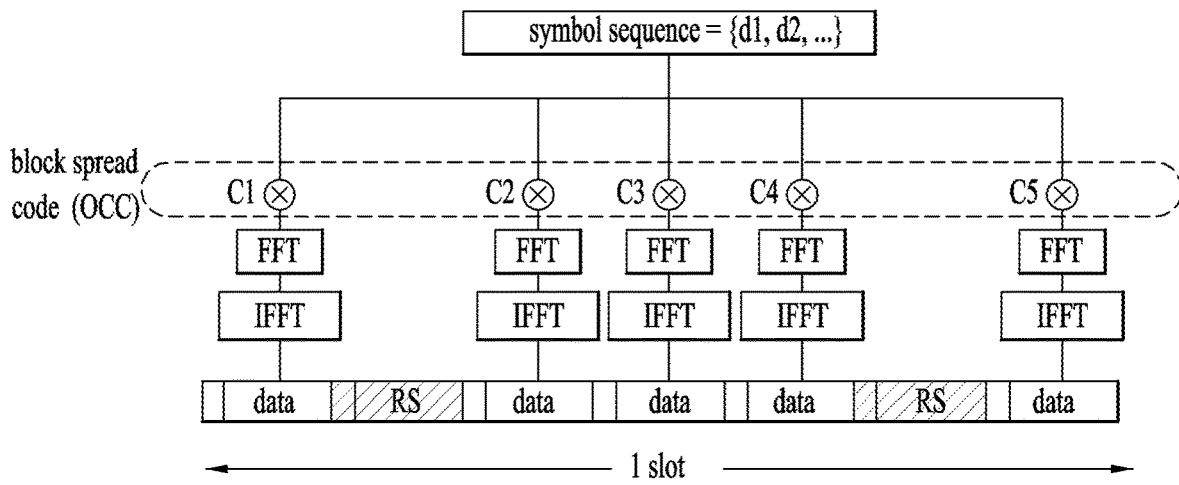 symbol sequence = {d1, d2, ...}
block spread
code (OCC)
C1 C2 C3 C4 C5
FFT FFT FFT FFT FFT
IFFT IFFT IFFT IFFT IFFT
data RS data data data RS data
1 slot